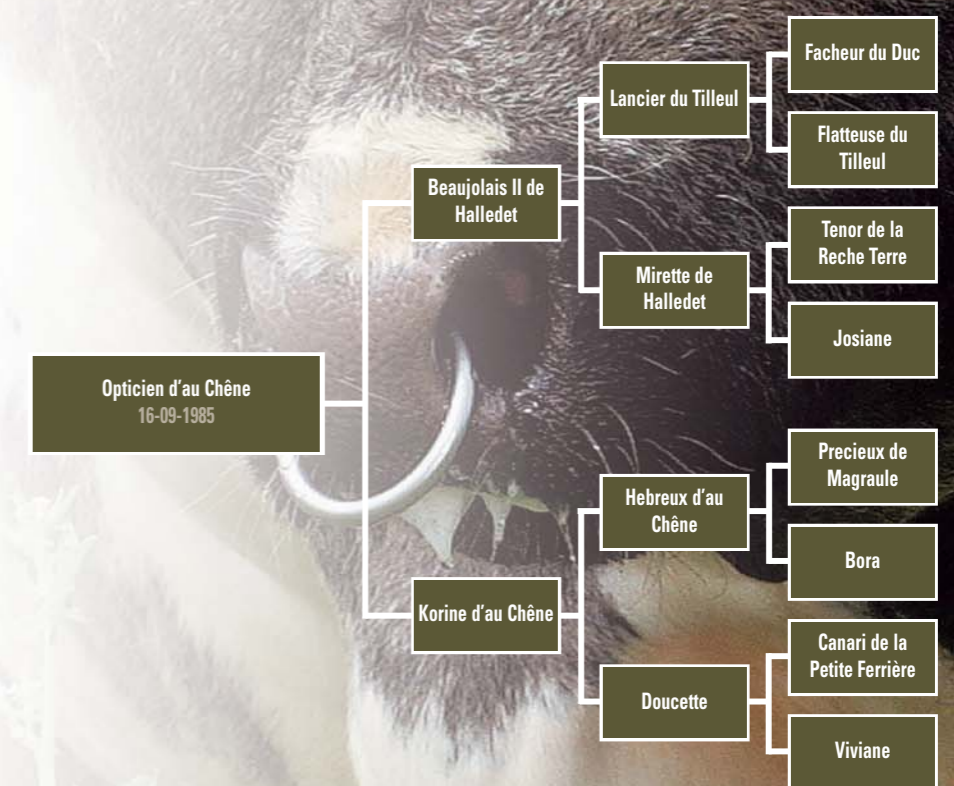 Opticien d'au Chêne
16-09-1985
Beaujolais II de
Halledet
Korine d'au Chêne
Lancier du Tilleul
Mirette de
Halledet
Hebreux d'au
Chêne
Doucette
Facheur du Duc
Flatteuse du
Tilleul
Tenor de la
Reche Terre
Josiane
Precieux de
Magraule
Bora
Canari de la
Petite Ferrière
Viviane